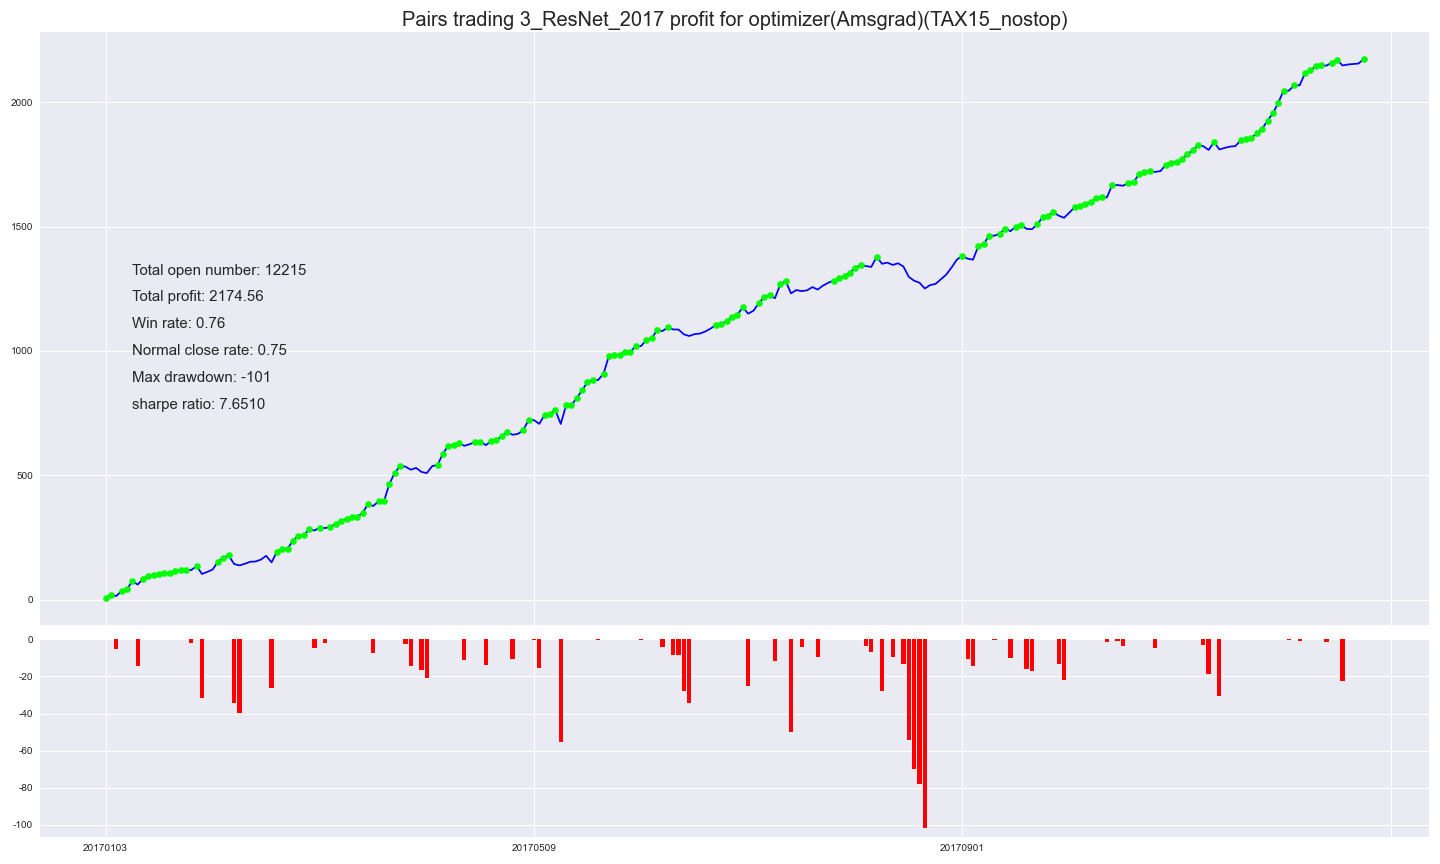 Pairs trading 3_ResNet_2017 profit for optimizer(Amsgrad)(TAX15_nostop)
2000
1500
Total open number: 12215
Total profit: 2174.56
Win rate: 0.76
Normal close rate: 0.75
1000
Max drawdown: -101
sharpe ratio: 7.6510
500
0
0
-20
-40
-60
-80
-100
20170103
20170509
20170901